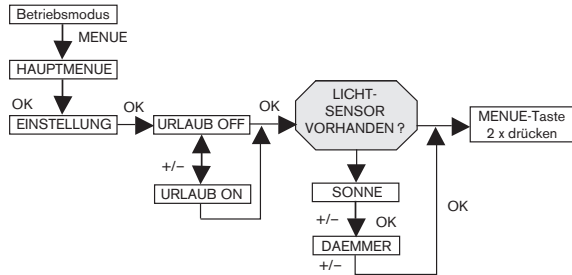 Betriebsmodus
MENUE
HAUPTMENUE
OK
EINSTELLUNG
OK
URLAUB OFF
+/–
URLAUB ON
OK
LICHT-
SENSOR
VORHANDEN ?
SONNE
+/–
OK
DAEMMER
+/–
OK
MENUE-Taste
2 x drücken